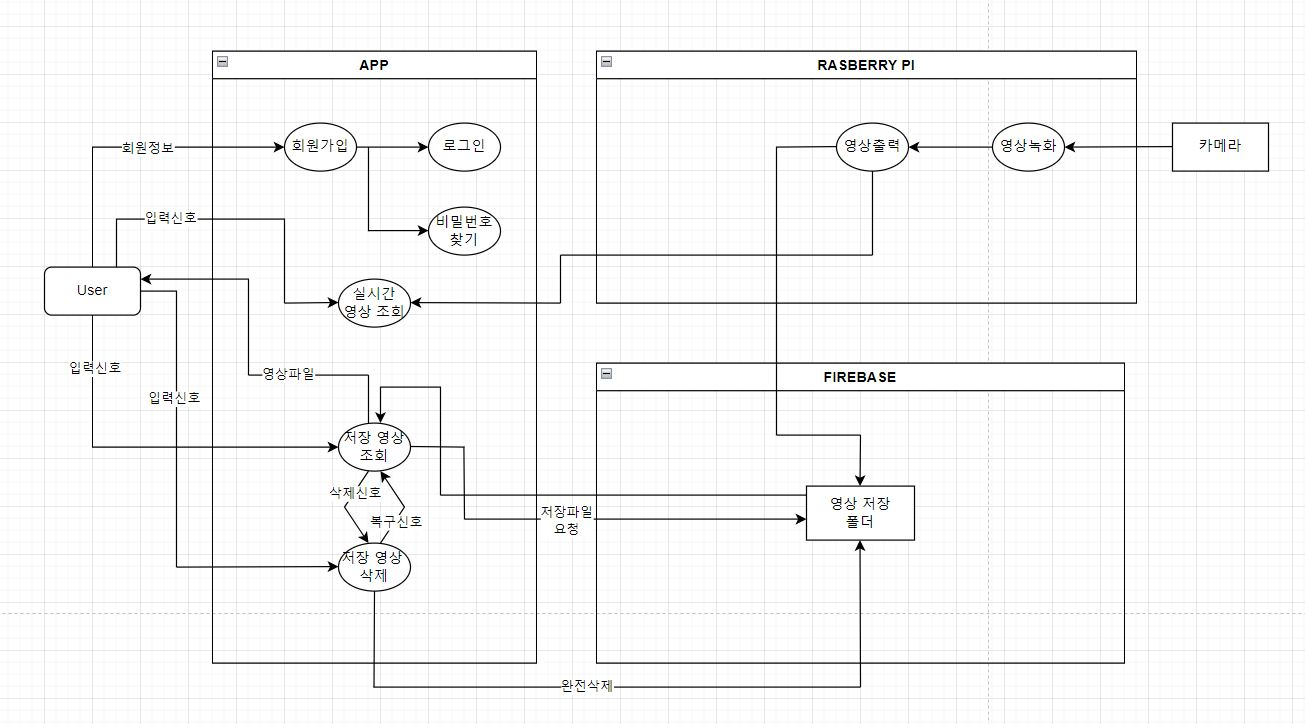 APP
RASBERRY PI
회원정보
회원가입
로그인
영상출력
영상녹화
카메라
입력신호
비밀번호
찾기
User
실시간
영상 조회
입력신호
영상파일
FIREBASE
입력신호
저장 영상
조회
삭제신호
복구신호
저장파일
요청
영상 저장
폴더
저장 영상
삭제
완전삭제